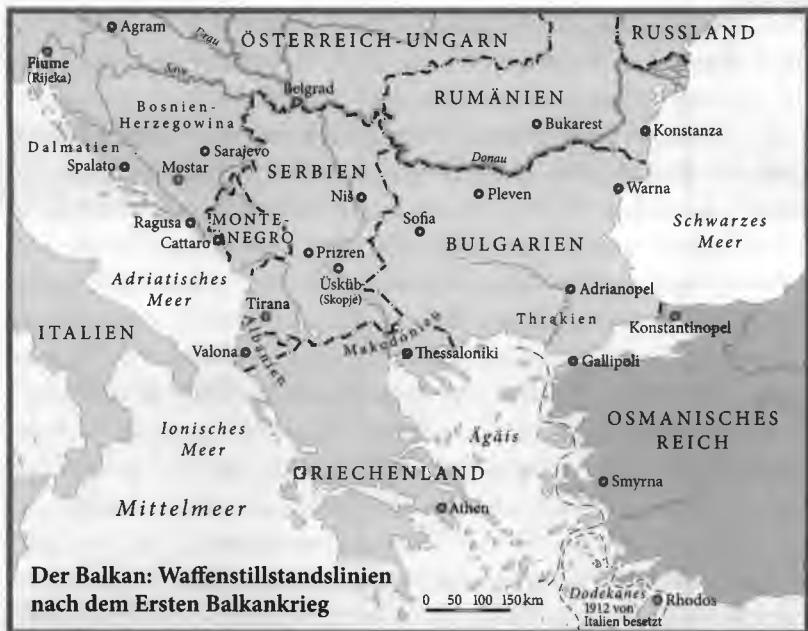 Agram
Drau
ÖSTERREICH-UNGARN
RUSSLAND
Fiume
(Rijeka)
Save
Belgrad
RUMÄNIEN
Bosnien-
Herzegowina
Bukarest
Konstanza
Dalmatien
Sarajevo
Donau
Spalato
Mostar
SERBIEN
Niš
Pleven
Warna
Ragusa
MONTE-
NEGRO
Sofia
BULGARIEN
Schwarzes
Meer
Cattaro
Prizren
Üsküb
(Skopje)
Adriatisches
Meer
Adrianopel
Tirana
Thrakien
Konstantinopel
ITALIEN
Makedonien
Valona
Albanien
Thessaloniki
Gallipoli
OSMANISCHES
REICH
Ionisches
Meer
Ägäis
GRIECHENLAND
Smyrna
Mittelmeer
Athen
Der Balkan: Waffenstillstandslinien
nach dem Ersten Balkankrieg
0 50 100 150 km
Dodekanes
1912 von
Italien besetzt
Rhodos